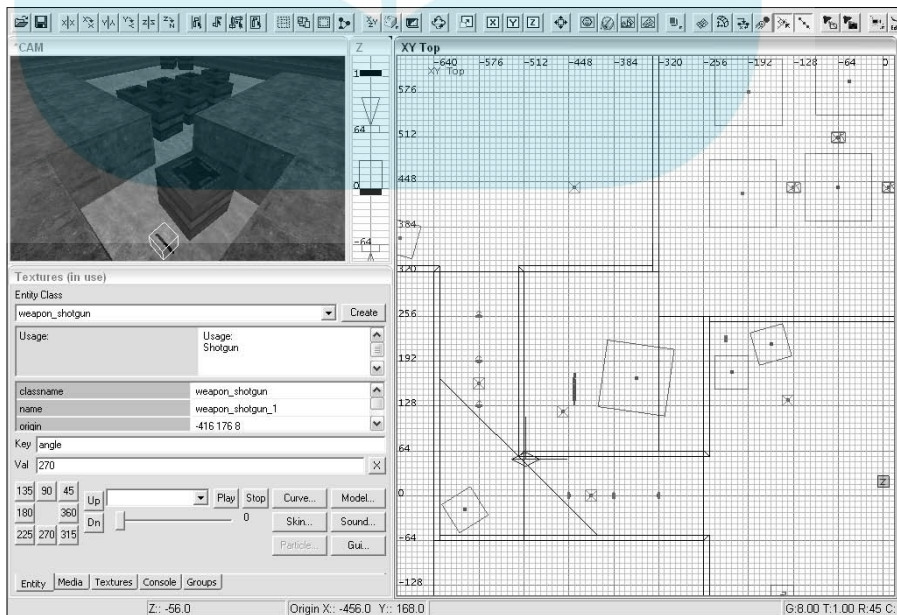 *CAM
Z
XY Top
1
64
0
-64
XY Top
-640 -576 -512 -448 -384 -320 -256 -192 -128 -64 0
576
512
448
384
320
256
192
128
64
0
-64
-128
Z
Textures (in use)
Entity Class
weapon_shotgun
Create
Usage:
Usage:
Shotgun
classname weapon_shotgun
name weapon_shotgun_1
origin -416 176 8
Key angle
Val 270 X
135 90 45
180 360
225 270 315
Up
Dn
Play Stop
0
Curve... Model...
Skin... Sound...
Particle... Gui...
Entity Media Textures Console Groups
Z:: -56.0
Origin X:: -456.0 Y:: 168.0
G:8.00 T:1.00 R:45 C: